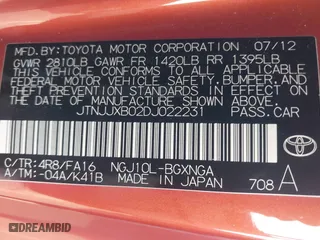 MFD.BY:TOYOTA MOTOR CORPORATION 07/12
GVWR 2810LB GAWR FR 1420LB RR 1395LB
THIS VEHICLE CONFORMS TO ALL APPLICABLE
FEDERAL MOTOR VEHICLE SAFETY, BUMPER, AND
THEFT PREVENTION STANDARDS IN EFFECT ON
THE DATE OF MANUFACTURE SHOWN ABOVE.
JTNJJXB02DJ022231 PASS.CAR
C/TR:4R8/FA16 NGJ10L-BGXNGA
A/TM:-04A/K41B MADE IN JAPAN 708 A
TOYOTA